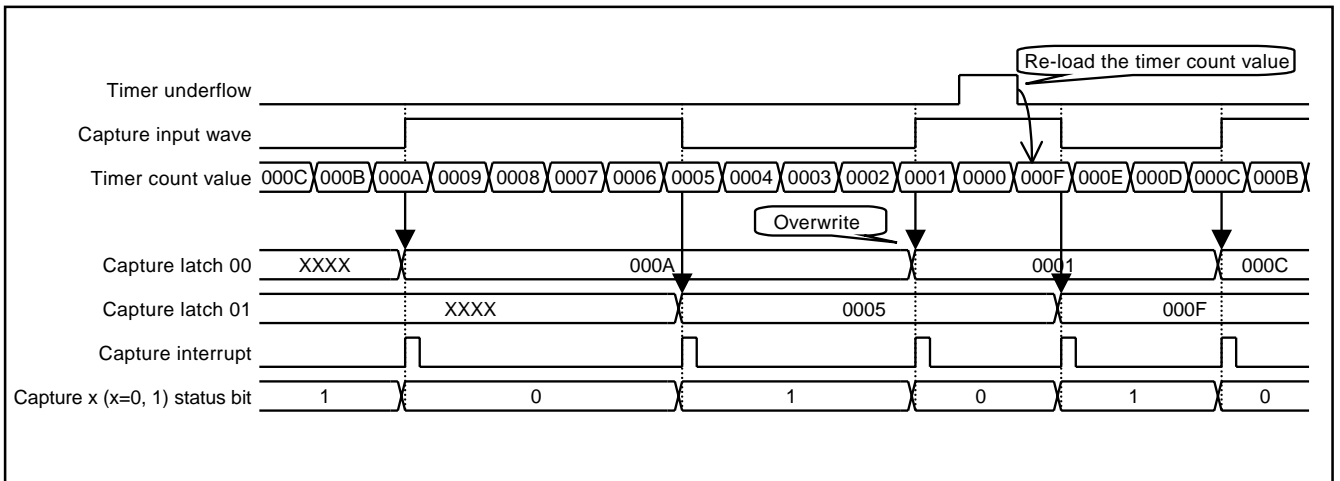 Re-load the timer count value
Timer underflow
Capture input wave
Timer count value 000C 000B 000A 0009 0008 0007 0006 0005 0004 0003 0002 0001 0000 000F 000E 000D 000C 000B
Overwrite
Capture latch 00 XXXX 000A 0001 000C
Capture latch 01 XXXX 0005 000F
Capture interrupt
Capture x (x=0, 1) status bit 1 0 1 0 1 0